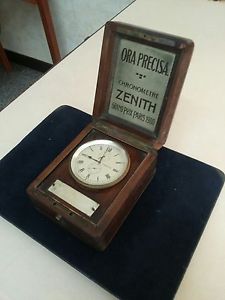 ORA PRECISA
CHRONOMETRE
ZENITH
GRAND PRIX PARIS 1900